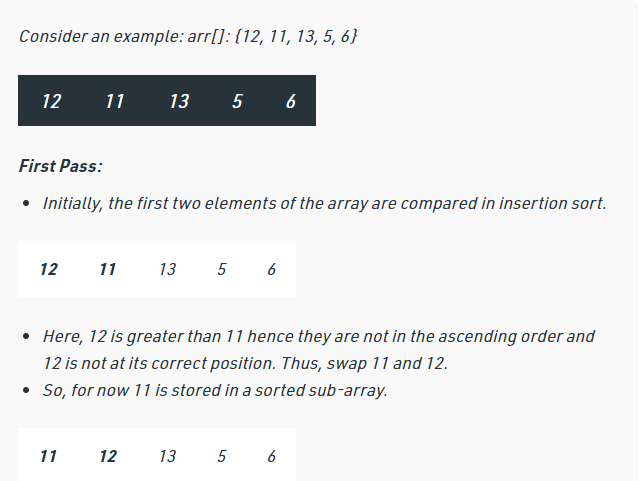 Consider an example: arr[]: {12, 11, 13, 5, 6}
12 11 13 5 6
First Pass:
• Initially, the first two elements of the array are compared in insertion sort.
12 11 13 5 6
• Here, 12 is greater than 11 hence they are not in the ascending order and
12 is not at its correct position. Thus, swap 11 and 12.
• So, for now 11 is stored in a sorted sub-array.
11 12 13 5 6